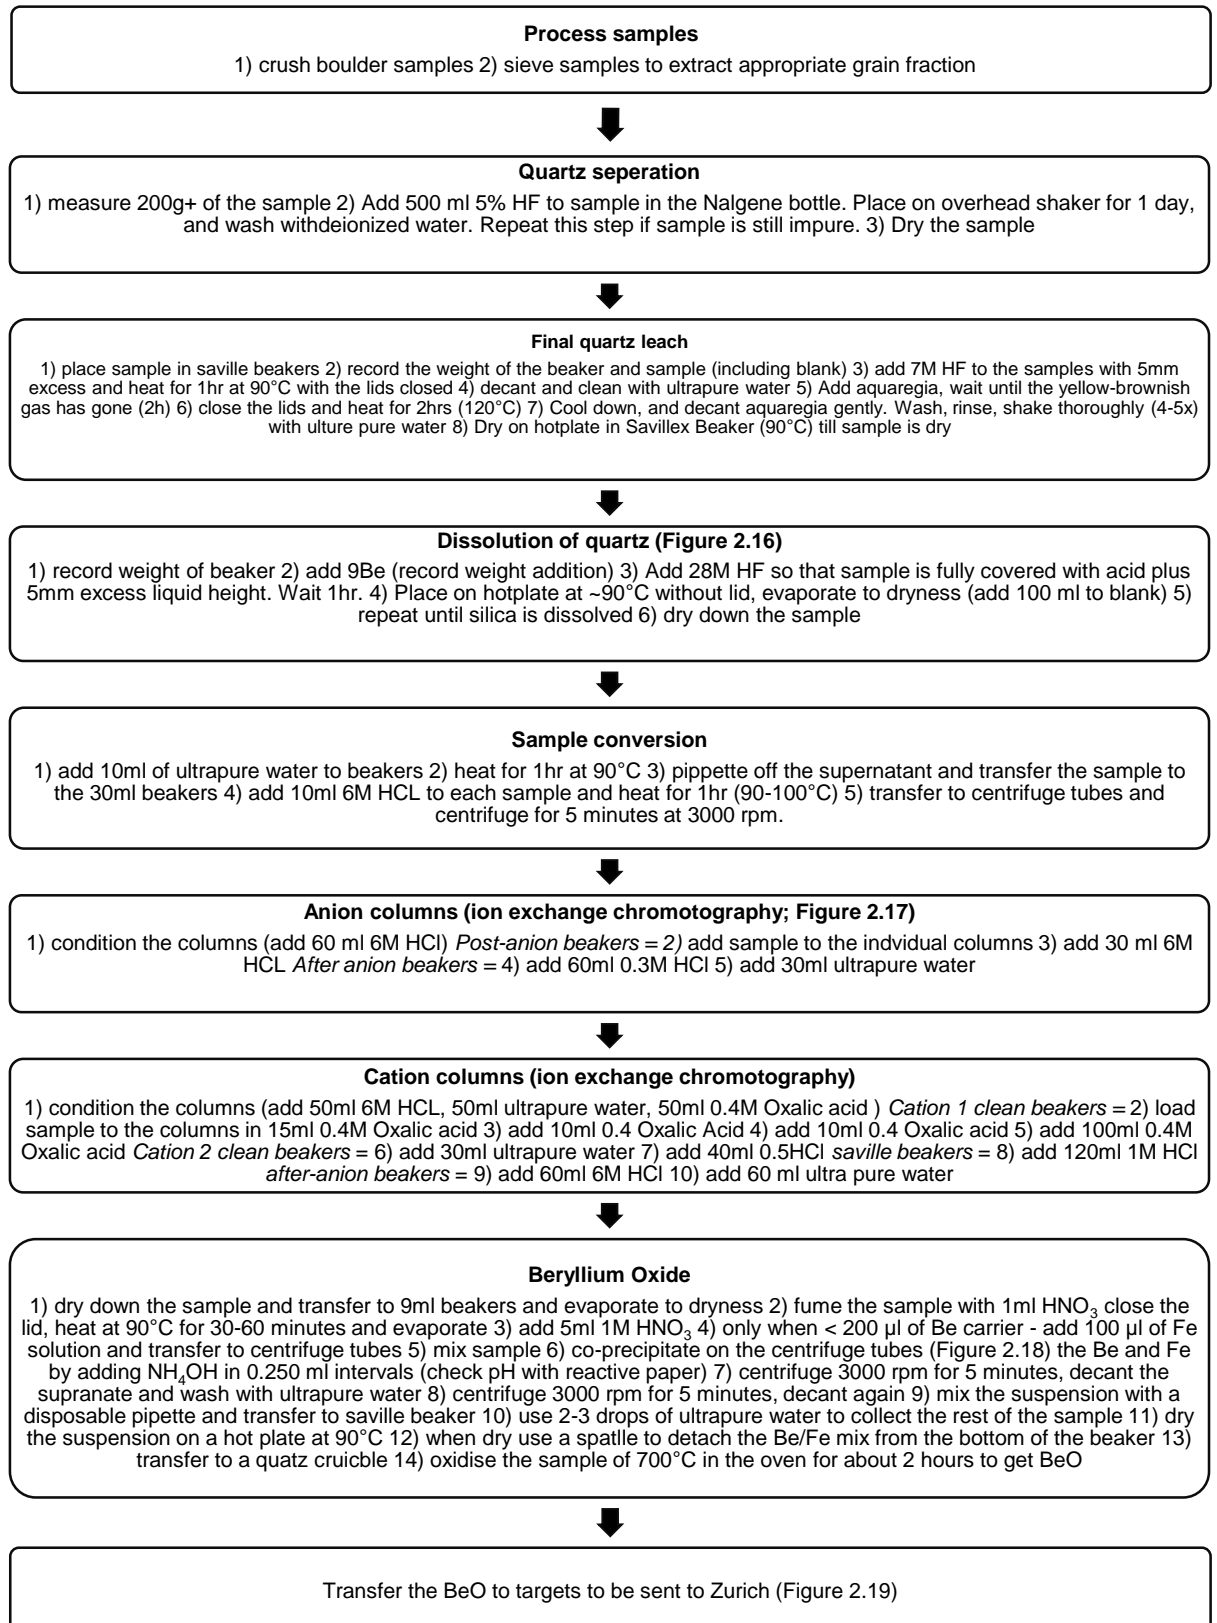 Process samples
1) crush boulder samples 2) sieve samples to extract appropriate grain fraction
Quartz seperation
1) measure 200g+ of the sample 2) Add 500 ml 5% HF to sample in the Nalgene bottle. Place on overhead shaker for 1 day,
and wash withdeionized water. Repeat this step if sample is still impure. 3) Dry the sample
Final quartz leach
1) place sample in saville beakers 2) record the weight of the beaker and sample (including blank) 3) add 7M HF to the samples with 5mm
excess and heat for 1hr at 90°C with the lids closed 4) decant and clean with ultrapure water 5) Add aquaregia, wait until the yellow-brownish
gas has gone (2h) 6) close the lids and heat for 2hrs (120°C) 7) Cool down, and decant aquaregia gently. Wash, rinse, shake thoroughly (4-5x)
with ulture pure water 8) Dry on hotplate in Savillex Beaker (90°C) till sample is dry
Dissolution of quartz (Figure 2.16)
1) record weight of beaker 2) add 9Be (record weight addition) 3) Add 28M HF so that sample is fully covered with acid plus
5mm excess liquid height. Wait 1hr. 4) Place on hotplate at ~90°C without lid, evaporate to dryness (add 100 ml to blank) 5)
repeat until silica is dissolved 6) dry down the sample
Sample conversion
1) add 10ml of ultrapure water to beakers 2) heat for 1hr at 90°C 3) pippette off the supernatant and transfer the sample to
the 30ml beakers 4) add 10ml 6M HCL to each sample and heat for 1hr (90-100°C) 5) transfer to centrifuge tubes and
centrifuge for 5 minutes at 3000 rpm.
Anion columns (ion exchange chromotography; Figure 2.17)
1) condition the columns (add 60 ml 6M HCl) Post-anion beakers = 2) add sample to the indvidual columns 3) add 30 ml 6M
HCL After anion beakers = 4) add 60ml 0.3M HCl 5) add 30ml ultrapure water
Cation columns (ion exchange chromotography)
1) condition the columns (add 50ml 6M HCL, 50ml ultrapure water, 50ml 0.4M Oxalic acid ) Cation 1 clean beakers = 2) load
sample to the columns in 15ml 0.4M Oxalic acid 3) add 10ml 0.4 Oxalic Acid 4) add 10ml 0.4 Oxalic acid 5) add 100ml 0.4M
Oxalic acid Cation 2 clean beakers = 6) add 30ml ultrapure water 7) add 40ml 0.5HCl saville beakers = 8) add 120ml 1M HCl
after-anion beakers = 9) add 60ml 6M HCl 10) add 60 ml ultra pure water
Beryllium Oxide
1) dry down the sample and transfer to 9ml beakers and evaporate to dryness 2) fume the sample with 1ml HNO₃ close the
lid, heat at 90°C for 30-60 minutes and evaporate 3) add 5ml 1M HNO₃ 4) only when < 200 µl of Be carrier - add 100 µl of Fe
solution and transfer to centrifuge tubes 5) mix sample 6) co-precipitate on the centrifuge tubes (Figure 2.18) the Be and Fe
by adding NH₄OH in 0.250 ml intervals (check pH with reactive paper) 7) centrifuge 3000 rpm for 5 minutes, decant the
supranate and wash with ultrapure water 8) centrifuge 3000 rpm for 5 minutes, decant again 9) mix the suspension with a
disposable pipette and transfer to saville beaker 10) use 2-3 drops of ultrapure water to collect the rest of the sample 11) dry
the suspension on a hot plate at 90°C 12) when dry use a spatlle to detach the Be/Fe mix from the bottom of the beaker 13)
transfer to a quatz cruicble 14) oxidise the sample of 700°C in the oven for about 2 hours to get BeO
Transfer the BeO to targets to be sent to Zurich (Figure 2.19)